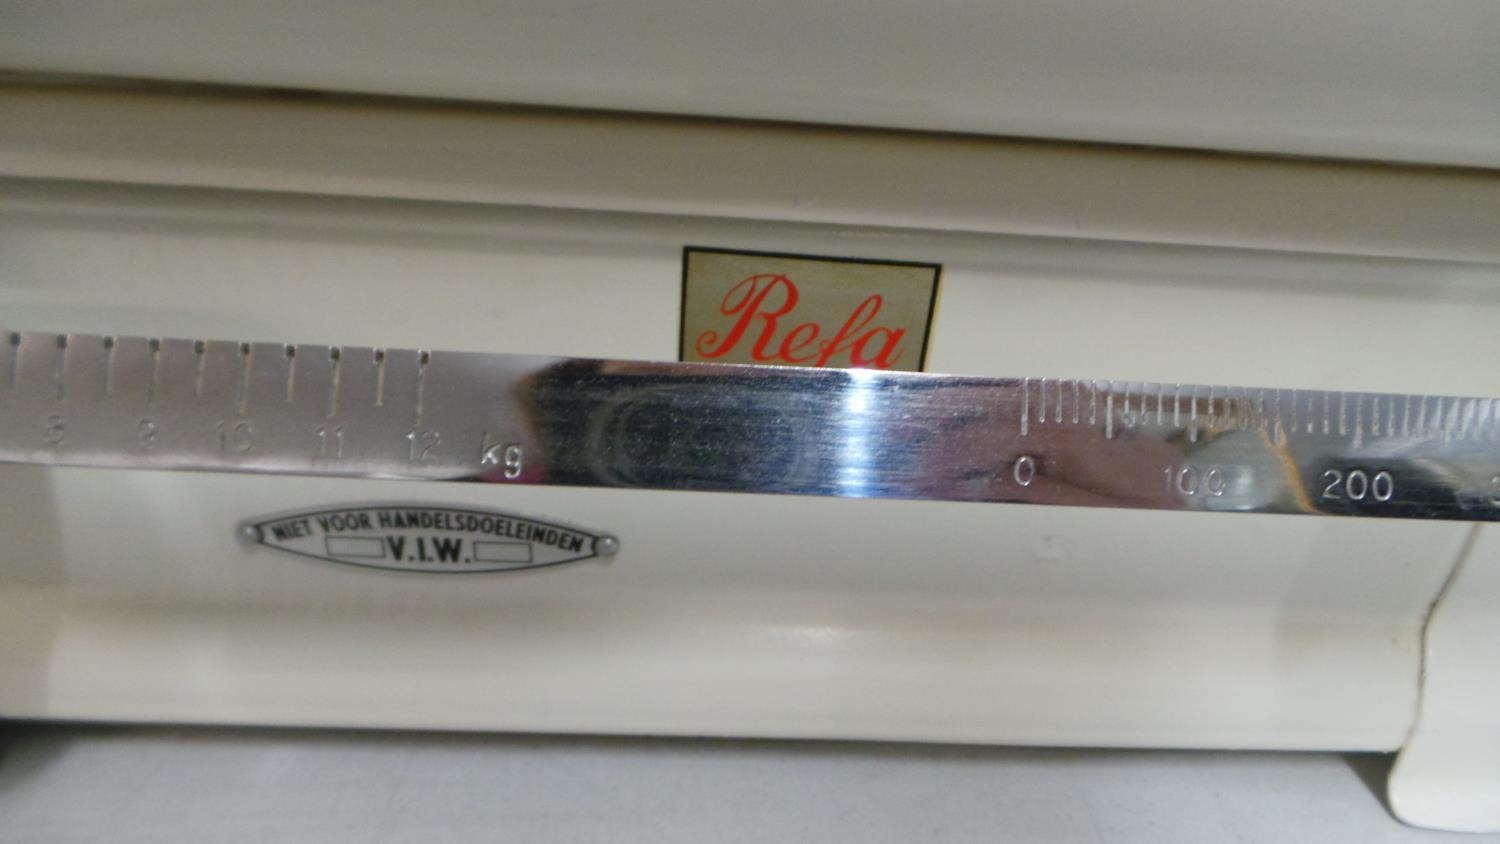 Refa
8 9 10 11 12 kg
0 100 200
NIET VOOR HANDELSDOELEINDEN
V.I.W.